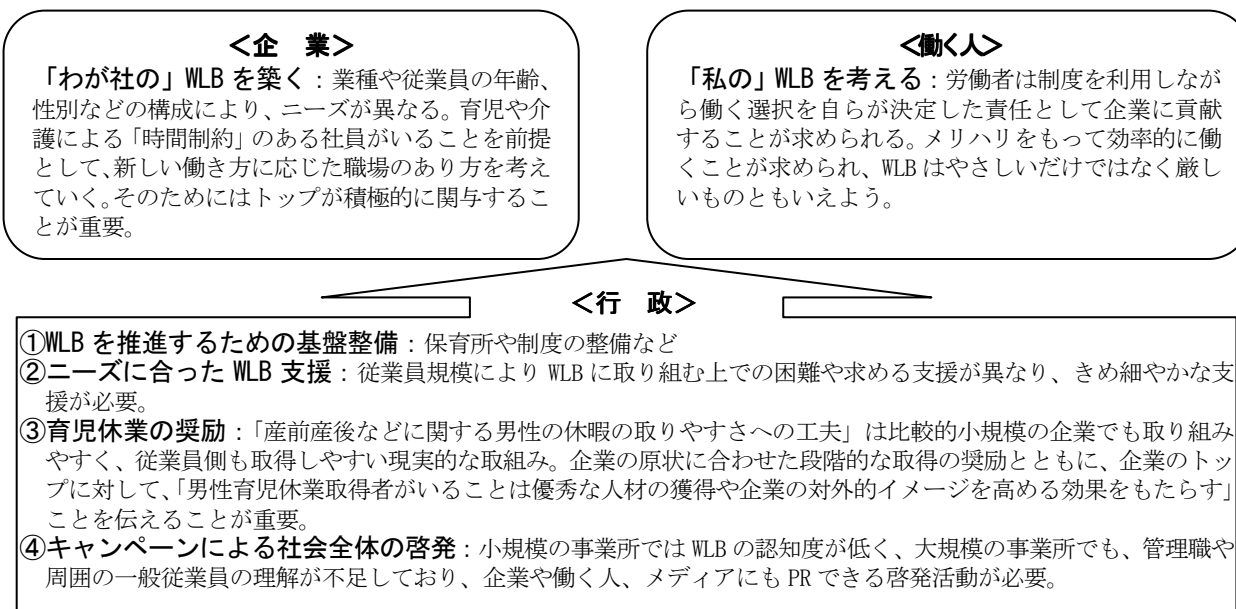 ＜企　業＞
「わが社の」WLB を築く：業種や従業員の年齢、
性別などの構成により、ニーズが異なる。育児や介
護による「時間制約」のある社員がいることを前提
として、新しい働き方に応じた職場のあり方を考え
ていく。そのためにはトップが積極的に関与するこ
とが重要。
＜働く人＞
「私の」WLB を考える：労働者は制度を利用しなが
ら働く選択を自らが決定した責任として企業に貢献
することが求められる。メリハリをもって効率的に働
くことが求められ、WLB はやさしいだけではなく厳し
いものともいえよう。
＜行　政＞
①WLB を推進するための基盤整備：保育所や制度の整備など
②ニーズに合った WLB 支援：従業員規模により WLB に取り組む上での困難や求める支援が異なり、きめ細やかな支
援が必要。
③育児休業の奨励：「産前産後などに関する男性の休暇の取りやすさへの工夫」は比較的小規模の企業でも取り組み
やすく、従業員側も取得しやすい現実的な取組み。企業の原状に合わせた段階的な取得の奨励とともに、企業のトッ
プに対して、「男性育児休業取得者がいることは優秀な人材の獲得や企業の対外的イメージを高める効果をもたらす」
ことを伝えることが重要。
④キャンペーンによる社会全体の啓発：小規模の事業所では WLB の認知度が低く、大規模の事業所でも、管理職や
周囲の一般従業員の理解が不足しており、企業や働く人、メディアにも PR できる啓発活動が必要。